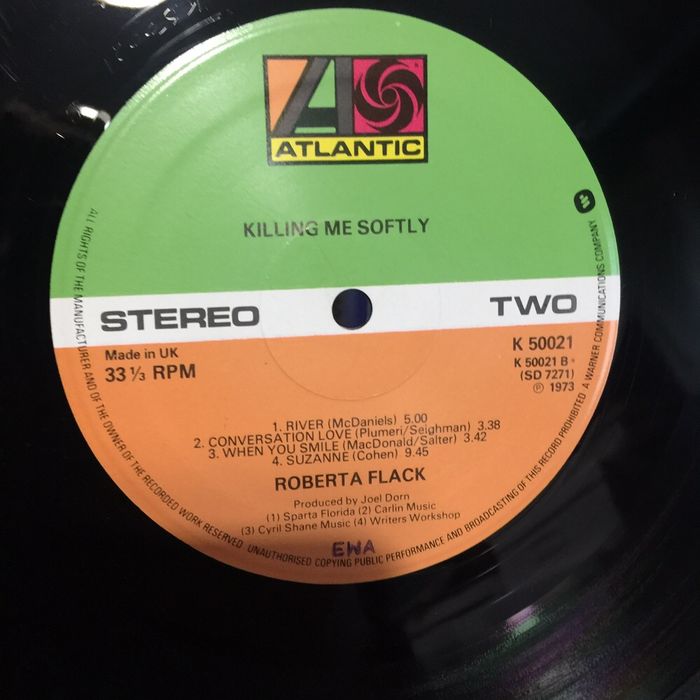 ATLANTIC
KILLING ME SOFTLY
STEREO
TWO
Made in UK
33 ⅓ RPM
K 50021
K 50021 B
(SD 7271)
℗ 1973
1. RIVER (McDaniels) 5.00
2. CONVERSATION LOVE (Plumeri/Seighman) 3.38
3. WHEN YOU SMILE (MacDonald/Salter) 3.42
4. SUZANNE (Cohen) 9.45
ROBERTA FLACK
Produced by Joel Dorn
(1) Sparta Florida (2) Carlin Music
(3) Cyril Shane Music (4) Writers Workshop
EWA
ALL RIGHTS OF THE MANUFACTURER AND OF THE OWNER OF THE RECORDED WORK RESERVED UNAUTHORISED COPYING PUBLIC PERFORMANCE AND BROADCASTING OF THIS RECORD PROHIBITED A WARNER COMMUNICATIONS COMPANY